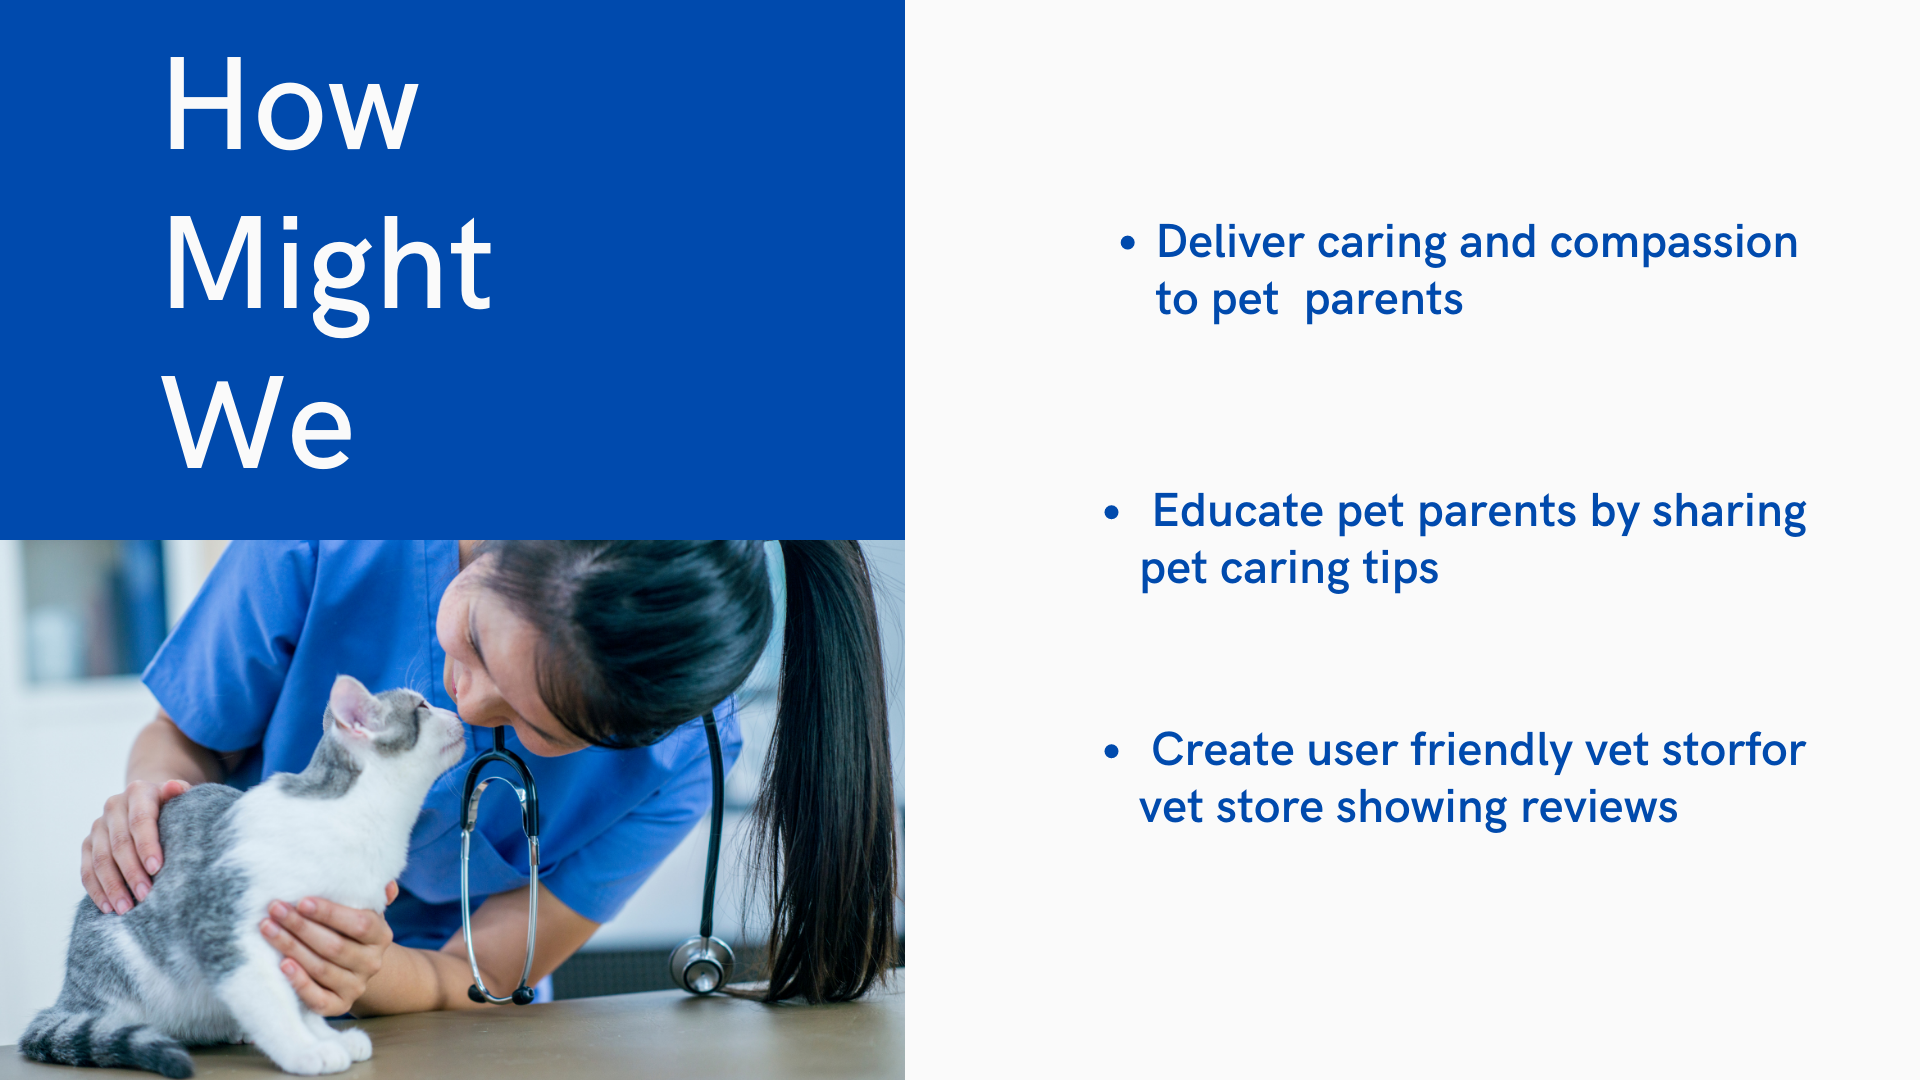 How
Might
We
• Deliver caring and compassion
to pet  parents
•  Educate pet parents by sharing
pet caring tips
•  Create user friendly vet storfor
vet store showing reviews